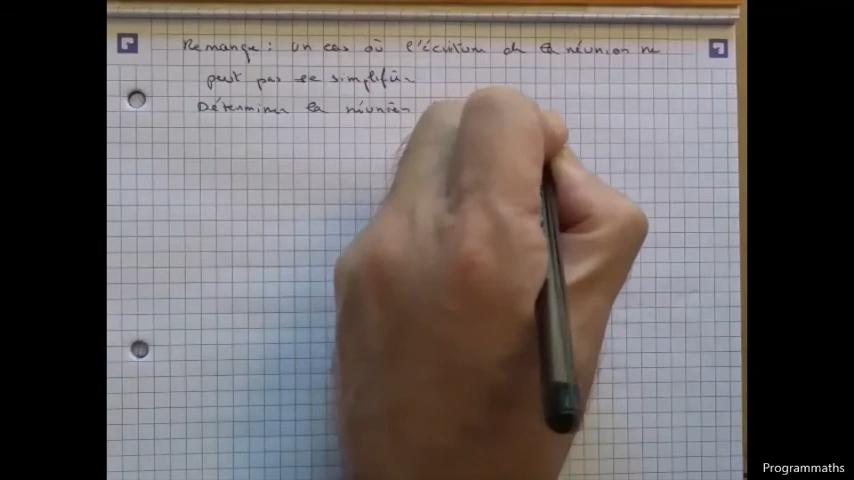 Remarque : un cas où l'écriture de la réunion ne
peut pas se simplifier
Déterminer la réunion
Programmaths